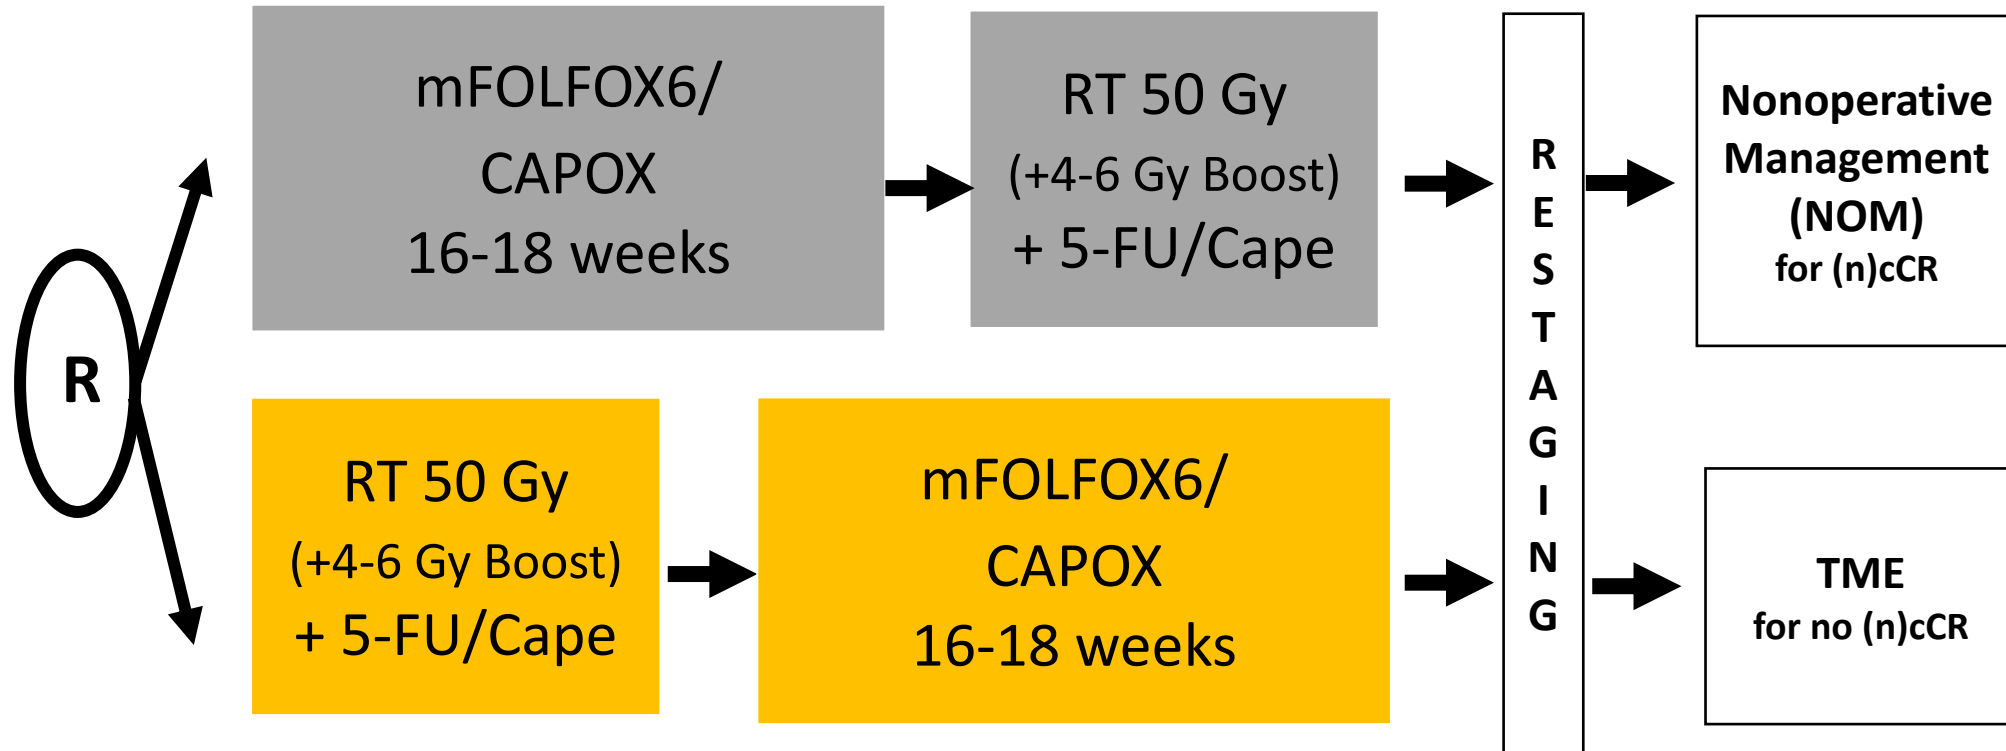 R
mFOLFOX6/
CAPOX
16-18 weeks
RT 50 Gy
(+4-6 Gy Boost)
+ 5-FU/Cape
RT 50 Gy
(+4-6 Gy Boost)
+ 5-FU/Cape
mFOLFOX6/
CAPOX
16-18 weeks
R
E
S
T
A
G
I
N
G
Nonoperative
Management
(NOM)
for (n)cCR
TME
for no (n)cCR